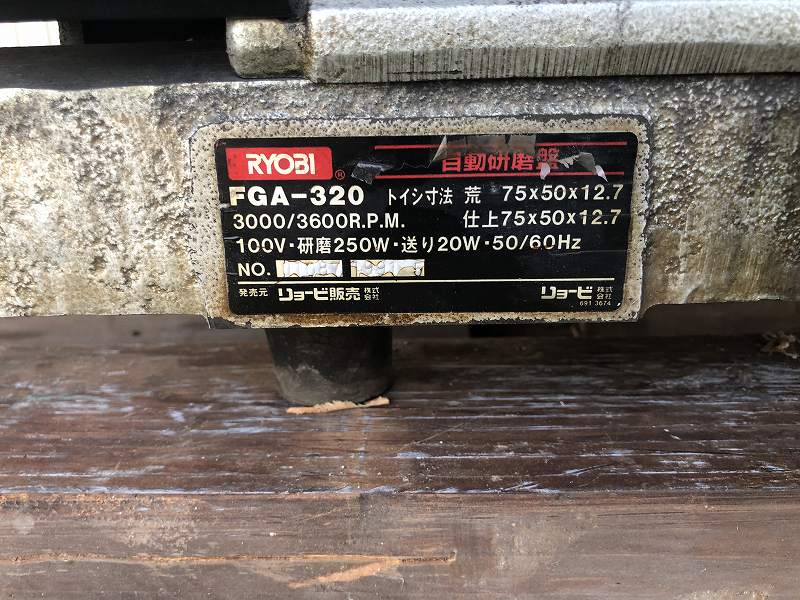 RYOBI ® 自動研磨盤
FGA-320 トイシ寸法 荒 75x50x12.7
3000/3600R.P.M. 仕上75x50x12.7
100V・研磨250W・送り20W・50/60Hz
NO.
発売元 リョービ販売株式会社 リョービ株式会社
691 3674